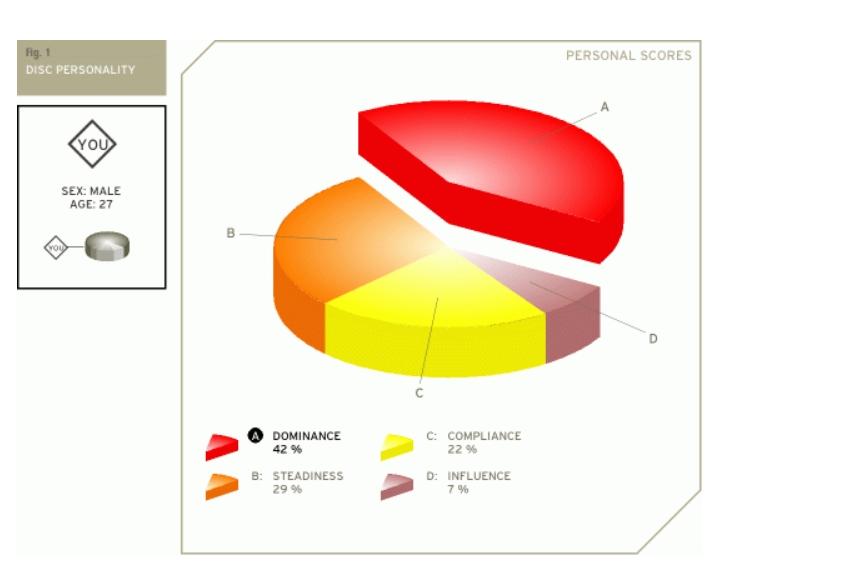 Fig. 1
DISC PERSONALITY
PERSONAL SCORES
YOU
SEX: MALE
AGE: 27
YOU
A
B
C
D
A DOMINANCE
42 %
B: STEADINESS
29 %
C: COMPLIANCE
22 %
D: INFLUENCE
7 %